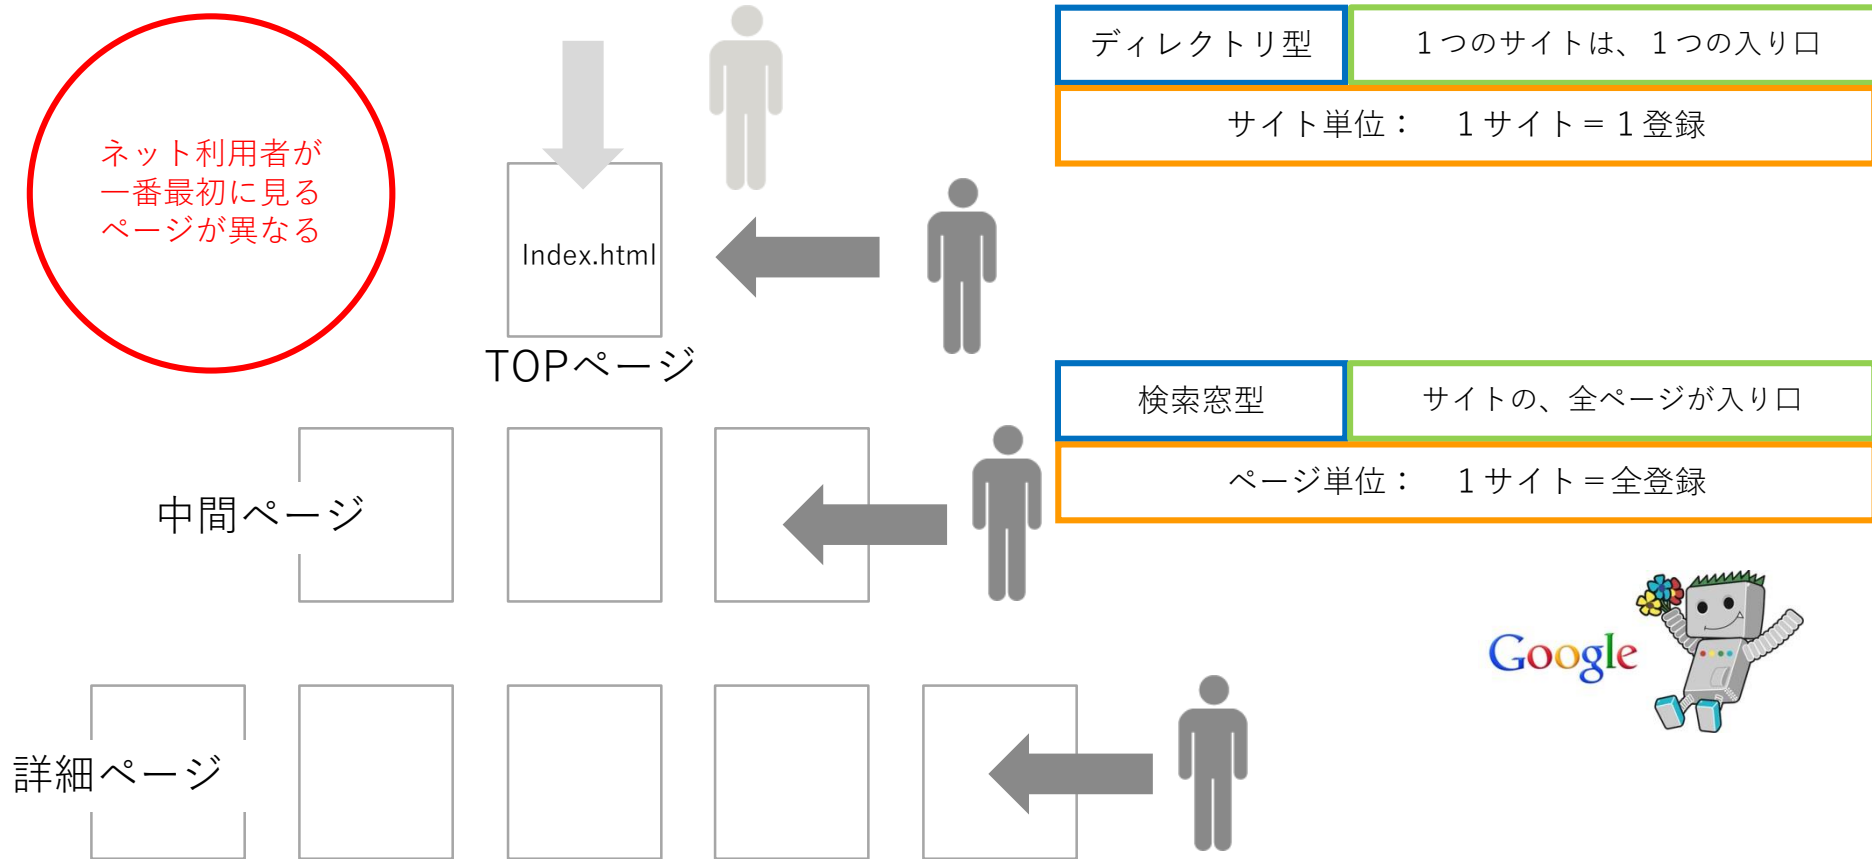 ネット利用者が
一番最初に見る
ページが異なる
Index.html
TOPページ
中間ページ
詳細ページ
ディレクトリ型
１つのサイトは、１つの入り口
サイト単位：　１サイト＝１登録
検索窓型
サイトの、全ページが入り口
ページ単位：　１サイト＝全登録
Google